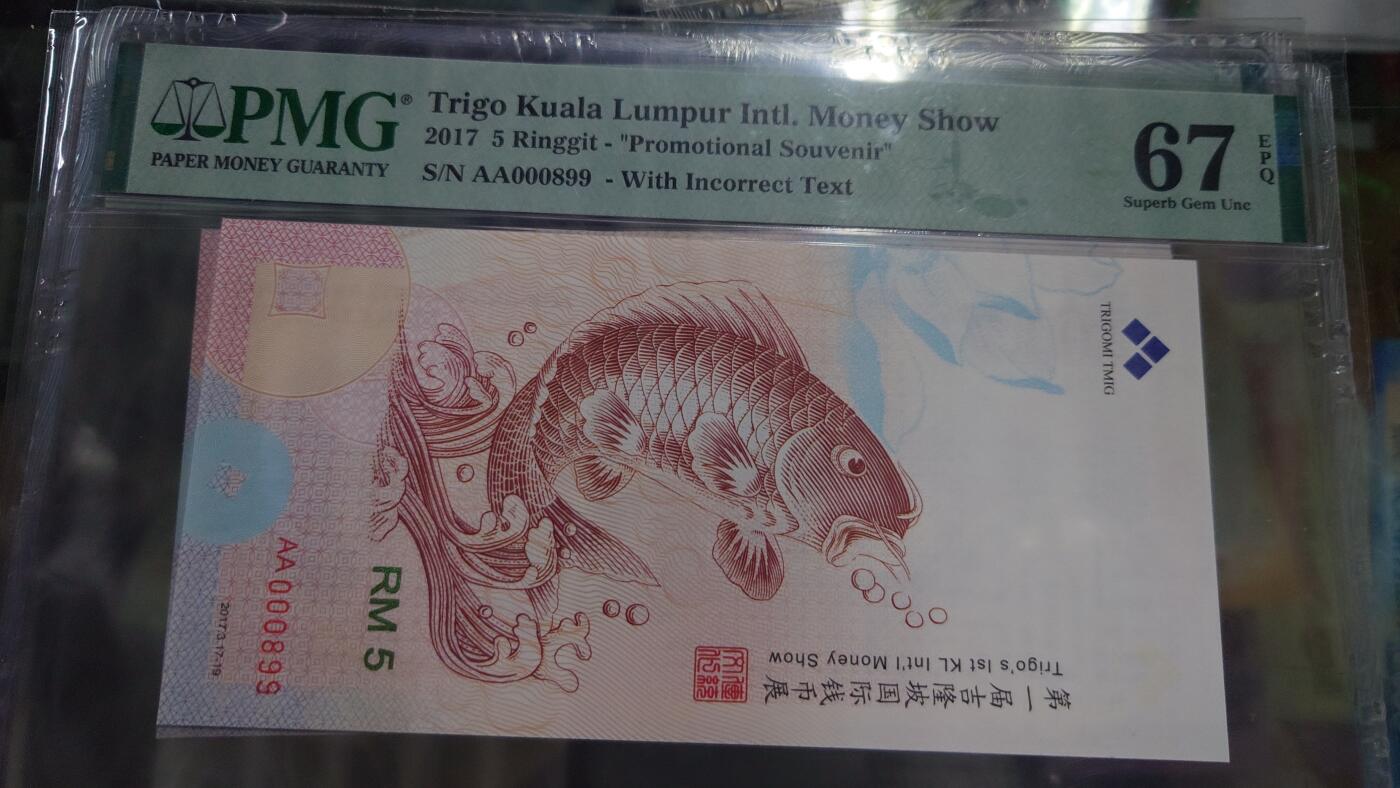 PMG®
PAPER MONEY GUARANTY
Trigo Kuala Lumpur Intl. Money Show
2017 5 Ringgit - "Promotional Souvenir"
S/N AA000899 - With Incorrect Text
67
EPQ
Superb Gem Unc
TRIGOMI TMIG
RM 5
AA000899
2017.3.17-19
Trigo's Ist KL Int'l Money Show
第一届吉隆坡国际钱币展